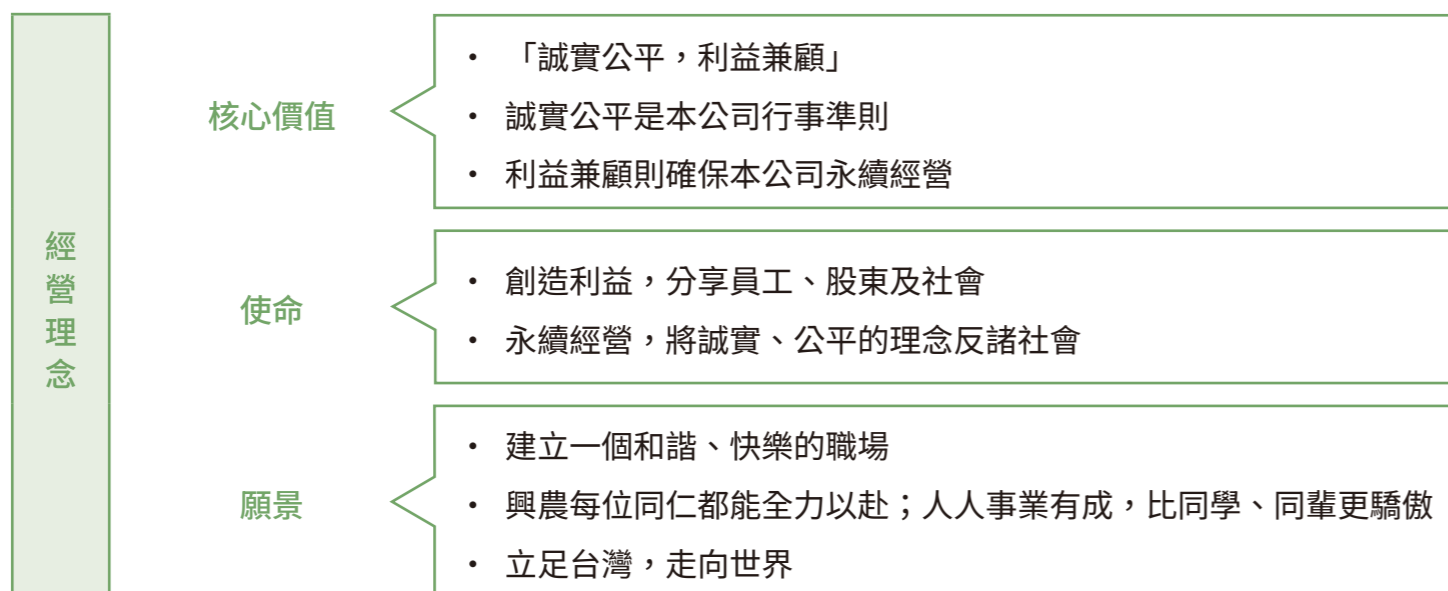 經營理念
核心價值
• 「誠實公平，利益兼顧」
• 誠實公平是本公司行事準則
• 利益兼顧則確保本公司永續經營
使命
• 創造利益，分享員工、股東及社會
• 永續經營，將誠實、公平的理念反諸社會
願景
• 建立一個和諧、快樂的職場
• 興農每位同仁都能全力以赴；人人事業有成，比同學、同輩更驕傲
• 立足台灣，走向世界